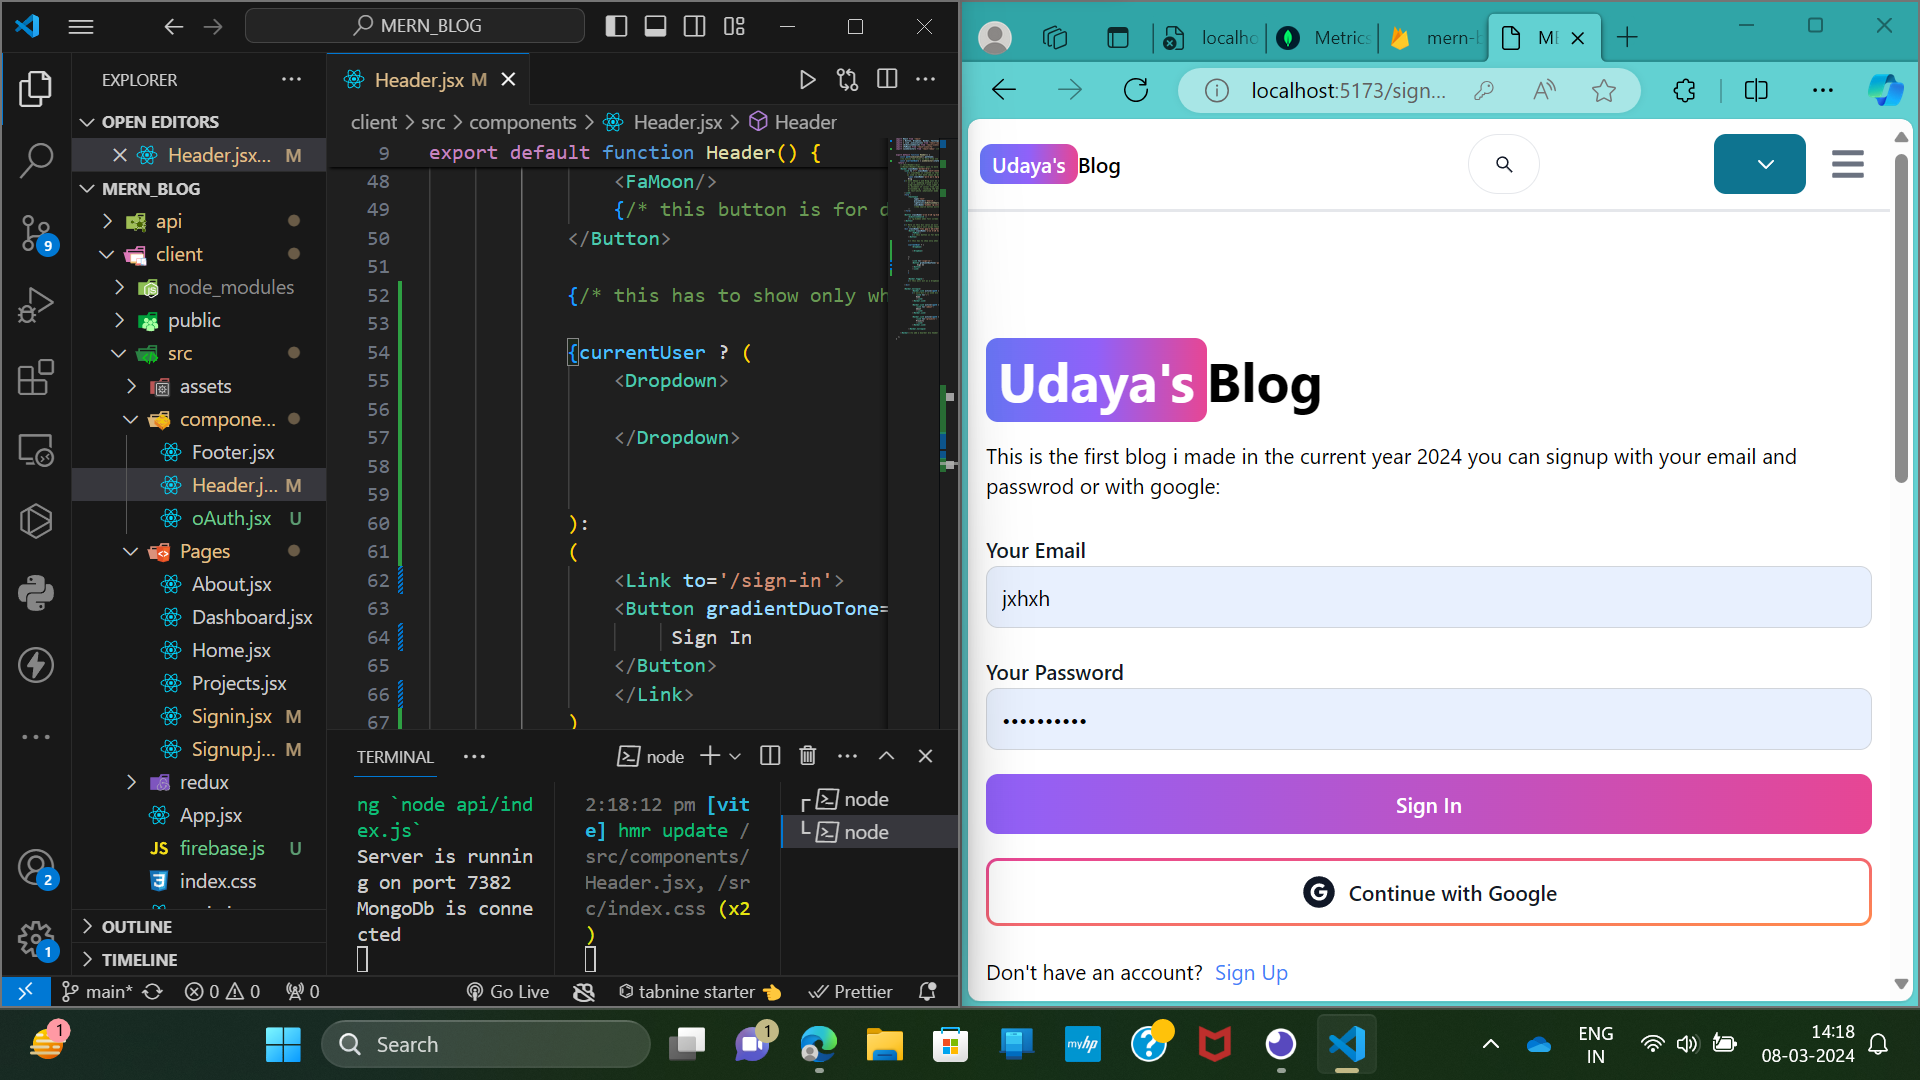 MERN_BLOG
EXPLORER
OPEN EDITORS
Header.jsx... M
MERN_BLOG
api
client
node_modules
public
src
assets
compone...
Footer.jsx
Header.j... M
oAuth.jsx U
Pages
About.jsx
Dashboard.jsx
Home.jsx
Projects.jsx
Signin.jsx M
Signup.j... M
redux
App.jsx
JS firebase.js U
index.css
OUTLINE
TIMELINE
9
2
1
Header.jsx M
client > src > components > Header.jsx > Header
9 export default function Header() {
48 <FaMoon/>
49 {/* this button is for d
50 </Button>
51
52 {/* this has to show only wh
53
54 {currentUser ? (
55 <Dropdown>
56
57 </Dropdown>
58
59
60 ):
61 (
62 <Link to='/sign-in'>
63 <Button gradientDuoTone=
64 Sign In
65 </Button>
66 </Link>
67 )
TERMINAL
node
ng `node api/ind
ex.js`
Server is runnin
g on port 7382
MongoDb is conne
cted
2:18:12 pm [vit
e] hmr update /
src/components/
Header.jsx, /sr
c/index.css (x2
)
node
node
main* 0 0 0 Go Live tabnine starter Prettier
localho
Metrics
mern-b
localhost:5173/sign...
Udaya's Blog
Udaya's Blog
This is the first blog i made in the current year 2024 you can signup with your email and
passwrod or with google:
Your Email
jxhxh
Your Password
••••••••••
Sign In
G Continue with Google
Don't have an account? Sign Up
1
Search
1
myhp
?
ENG
IN
14:18
08-03-2024